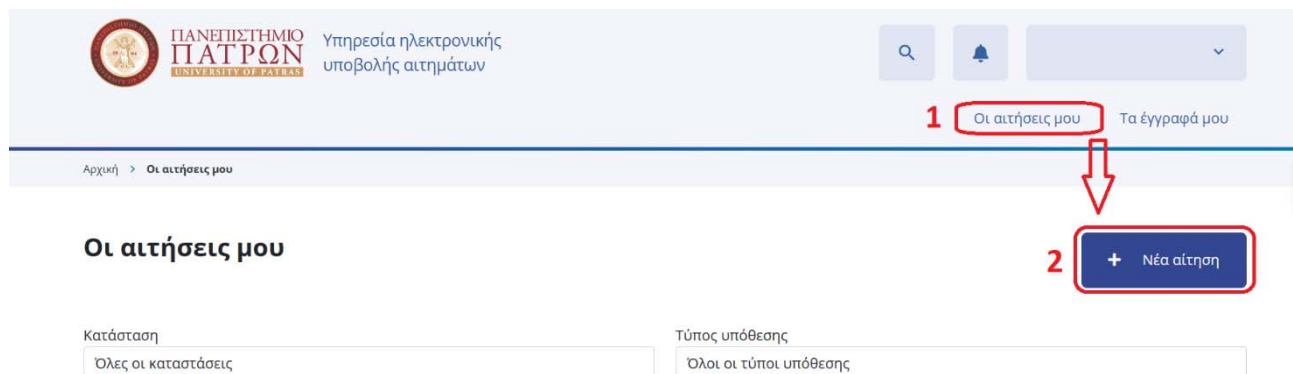 ΠΑΝΕΠΙΣΤΗΜΙΟ
ΠΑΤΡΩΝ
UNIVERSITY OF PATRAS
Υπηρεσία ηλεκτρονικής
υποβολής αιτημάτων
1 Οι αιτήσεις μου Τα έγγραφά μου
Αρχική > Οι αιτήσεις μου
Οι αιτήσεις μου
2 + Νέα αίτηση
Κατάσταση Τύπος υπόθεσης
Όλες οι καταστάσεις Όλοι οι τύποι υπόθεσης